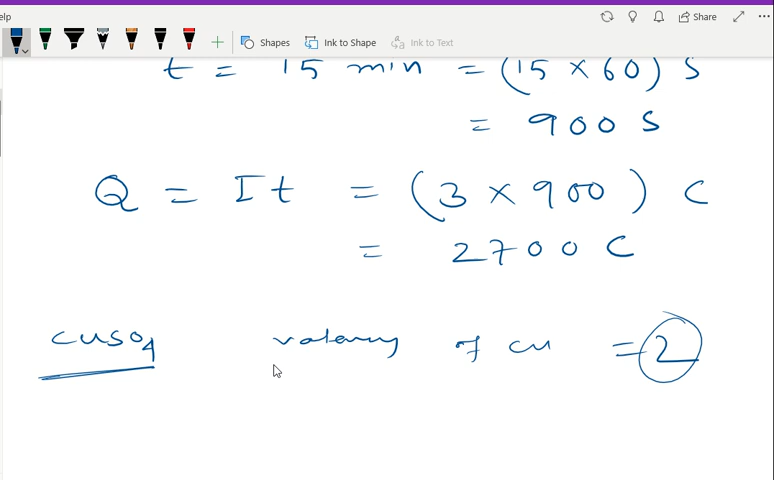 elp
Share
Shapes Ink to Shape Ink to Text
t = 15 min = (15 × 60) S
= 900 S
Q = It = (3 × 900) C
= 2700 C
CuSO4 valency of cu = 2